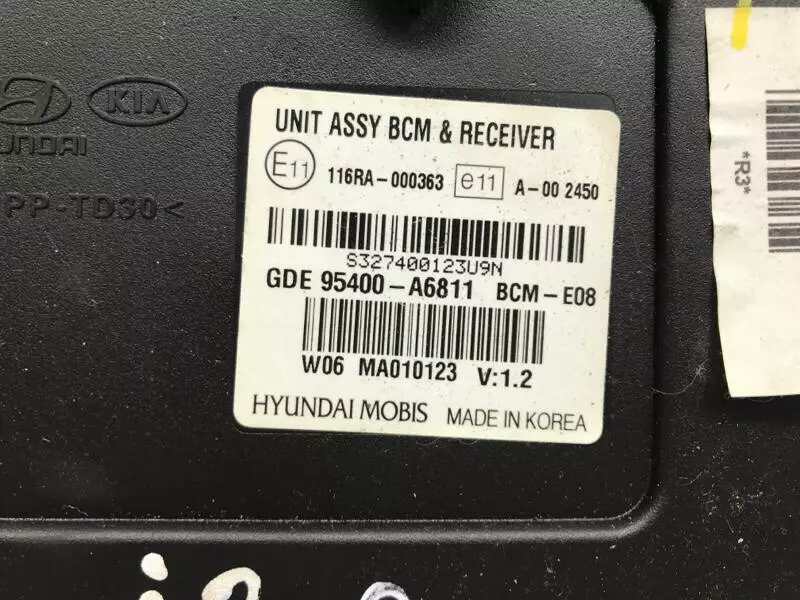 KIA
UNDAI
PP-TD30<
UNIT ASSY BCM & RECEIVER
E11 116RA-000363 e11 A-00 2450
S327400123U9N
GDE 95400-A6811 BCM-E08
W06 MA010123 V:1.2
HYUNDAI MOBIS MADE IN KOREA
*R3*